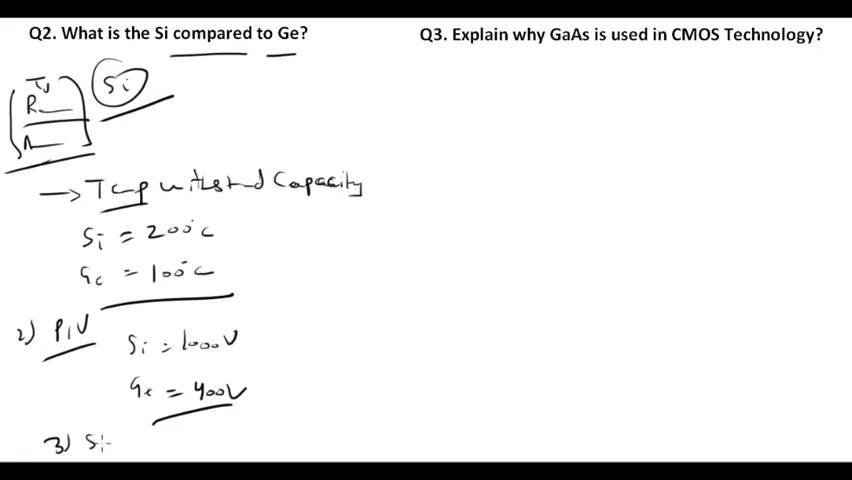 Q2. What is the Si compared to Ge?
Si
→ Temp withstand Capacity
Si = 200°C
Ge = 100°C
2) PIV
Si = 1000V
Ge = 400V
3) Si
Q3. Explain why GaAs is used in CMOS Technology?